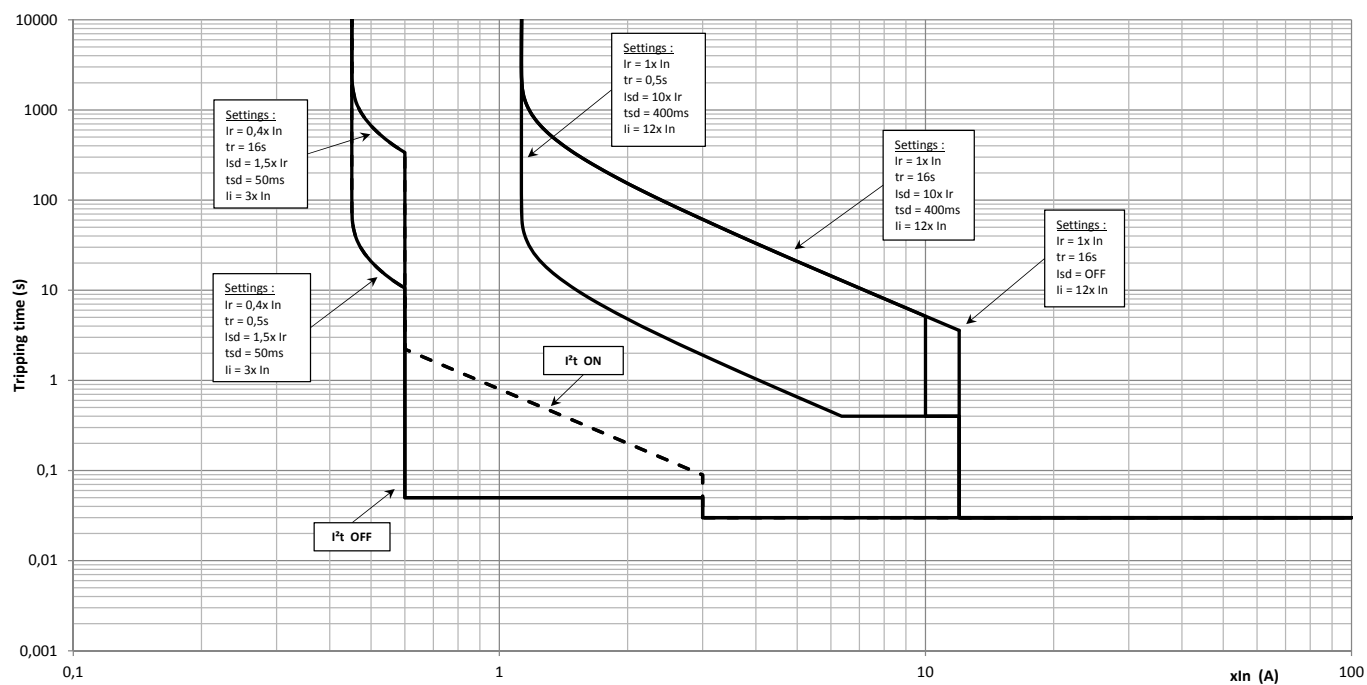 10000
1000
100
10
1
0,1
0,01
0,001
Tripping time (s)
0,1
1
10
100
xIn (A)
Settings :
Ir = 0,4x In
tr = 16s
Isd = 1,5x Ir
tsd = 50ms
Ii = 3x In
Settings :
Ir = 0,4x In
tr = 0,5s
Isd = 1,5x Ir
tsd = 50ms
Ii = 3x In
Settings :
Ir = 1x In
tr = 0,5s
Isd = 10x Ir
tsd = 400ms
Ii = 12x In
Settings :
Ir = 1x In
tr = 16s
Isd = 10x Ir
tsd = 400ms
Ii = 12x In
Settings :
Ir = 1x In
tr = 16s
Isd = OFF
Ii = 12x In
I²t ON
I²t OFF